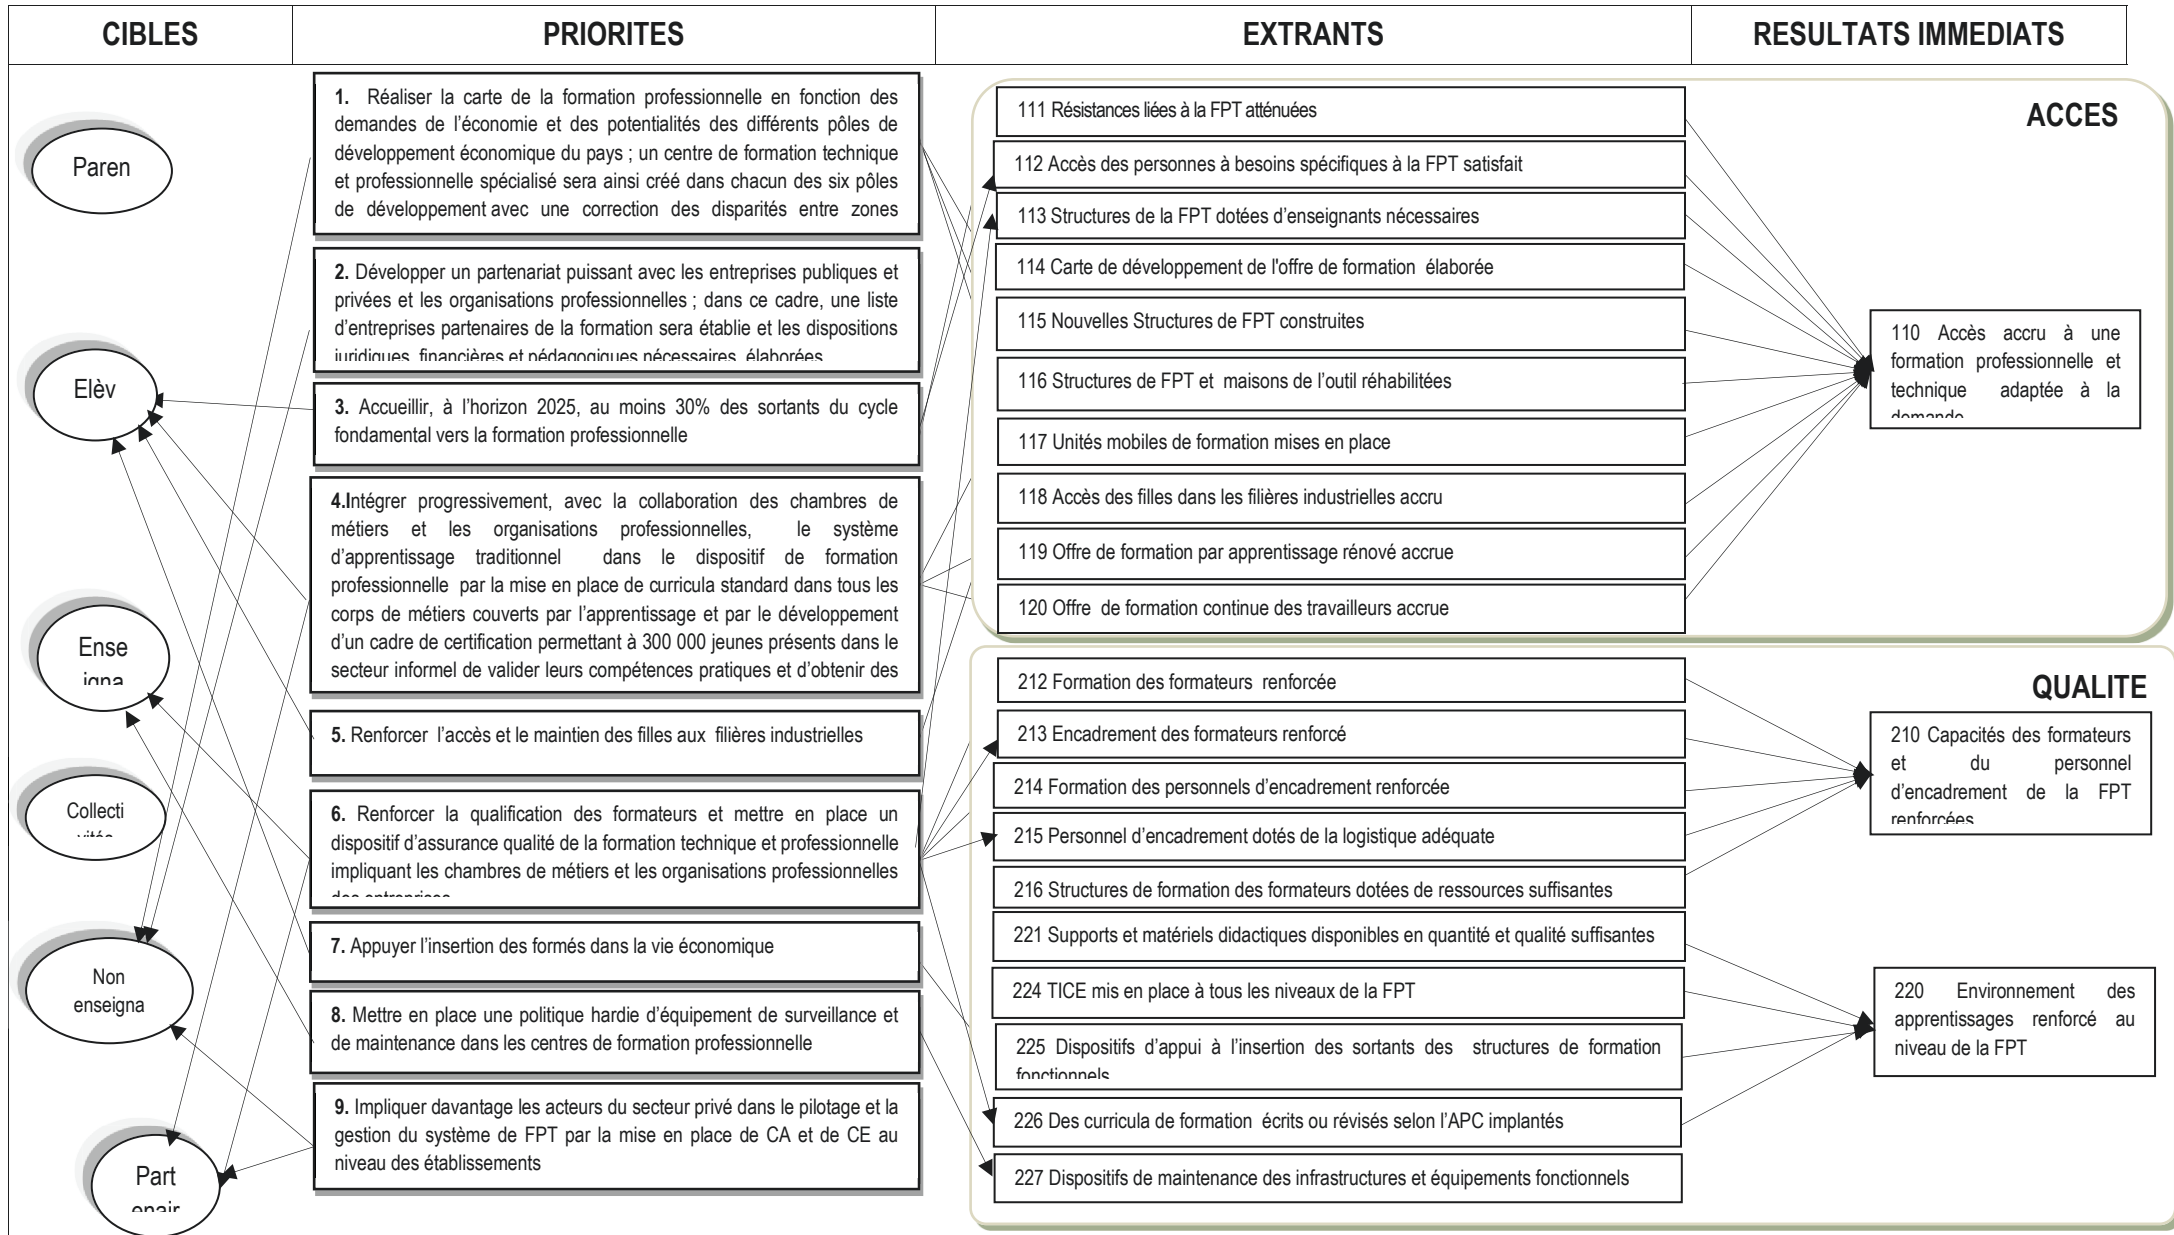 CIBLES
PRIORITES
EXTRANTS
RESULTATS IMMEDIATS
Paren
Elèv
Ense
igna
Collecti
vités
Non
enseigna
Part
enair
1. Réaliser la carte de la formation professionnelle en fonction des
demandes de l’économie et des potentialités des différents pôles de
développement économique du pays ; un centre de formation technique
et professionnelle spécialisé sera ainsi créé dans chacun des six pôles
de développement avec une correction des disparités entre zones
2. Développer un partenariat puissant avec les entreprises publiques et
privées et les organisations professionnelles ; dans ce cadre, une liste
d’entreprises partenaires de la formation sera établie et les dispositions
juridiques, financières et pédagogiques nécessaires élaborées
3. Accueillir, à l’horizon 2025, au moins 30% des sortants du cycle
fondamental vers la formation professionnelle
4.Intégrer progressivement, avec la collaboration des chambres de
métiers et les organisations professionnelles, le système
d’apprentissage traditionnel dans le dispositif de formation
professionnelle par la mise en place de curricula standard dans tous les
corps de métiers couverts par l’apprentissage et par le développement
d’un cadre de certification permettant à 300 000 jeunes présents dans le
secteur informel de valider leurs compétences pratiques et d’obtenir des
5. Renforcer l’accès et le maintien des filles aux filières industrielles
6. Renforcer la qualification des formateurs et mettre en place un
dispositif d’assurance qualité de la formation technique et professionnelle
impliquant les chambres de métiers et les organisations professionnelles
des entreprises
7. Appuyer l’insertion des formés dans la vie économique
8. Mettre en place une politique hardie d’équipement de surveillance et
de maintenance dans les centres de formation professionnelle
9. Impliquer davantage les acteurs du secteur privé dans le pilotage et la
gestion du système de FPT par la mise en place de CA et de CE au
niveau des établissements
111 Résistances liées à la FPT atténuées
112 Accès des personnes à besoins spécifiques à la FPT satisfait
113 Structures de la FPT dotées d’enseignants nécessaires
114 Carte de développement de l'offre de formation élaborée
115 Nouvelles Structures de FPT construites
116 Structures de FPT et maisons de l’outil réhabilitées
117 Unités mobiles de formation mises en place
118 Accès des filles dans les filières industrielles accru
119 Offre de formation par apprentissage rénové accrue
120 Offre de formation continue des travailleurs accrue
212 Formation des formateurs renforcée
213 Encadrement des formateurs renforcé
214 Formation des personnels d’encadrement renforcée
215 Personnel d’encadrement dotés de la logistique adéquate
216 Structures de formation des formateurs dotées de ressources suffisantes
221 Supports et matériels didactiques disponibles en quantité et qualité suffisantes
224 TICE mis en place à tous les niveaux de la FPT
225 Dispositifs d’appui à l’insertion des sortants des structures de formation
fonctionnels
226 Des curricula de formation écrits ou révisés selon l’APC implantés
227 Dispositifs de maintenance des infrastructures et équipements fonctionnels
ACCES
110 Accès accru à une
formation professionnelle et
technique adaptée à la
demande
QUALITE
210 Capacités des formateurs
et du personnel
d’encadrement de la FPT
renforcées
220 Environnement des
apprentissages renforcé au
niveau de la FPT